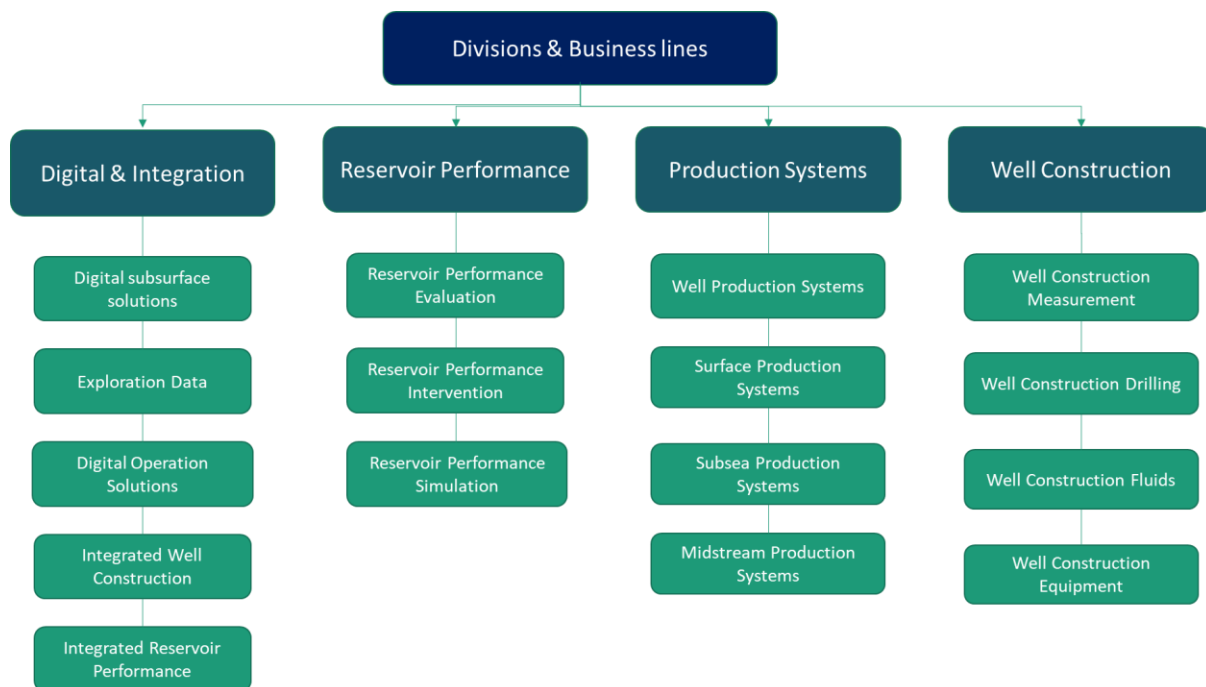 Divisions & Business lines
Digital & Integration
Reservoir Performance
Production Systems
Well Construction
Digital subsurface
solutions
Exploration Data
Digital Operation
Solutions
Integrated Well
Construction
Integrated Reservoir
Performance
Reservoir Performance
Evaluation
Reservoir Performance
Intervention
Reservoir Performance
Simulation
Well Production Systems
Surface Production
Systems
Subsea Production
Systems
Midstream Production
Systems
Well Construction
Measurement
Well Construction Drilling
Well Construction Fluids
Well Construction
Equipment